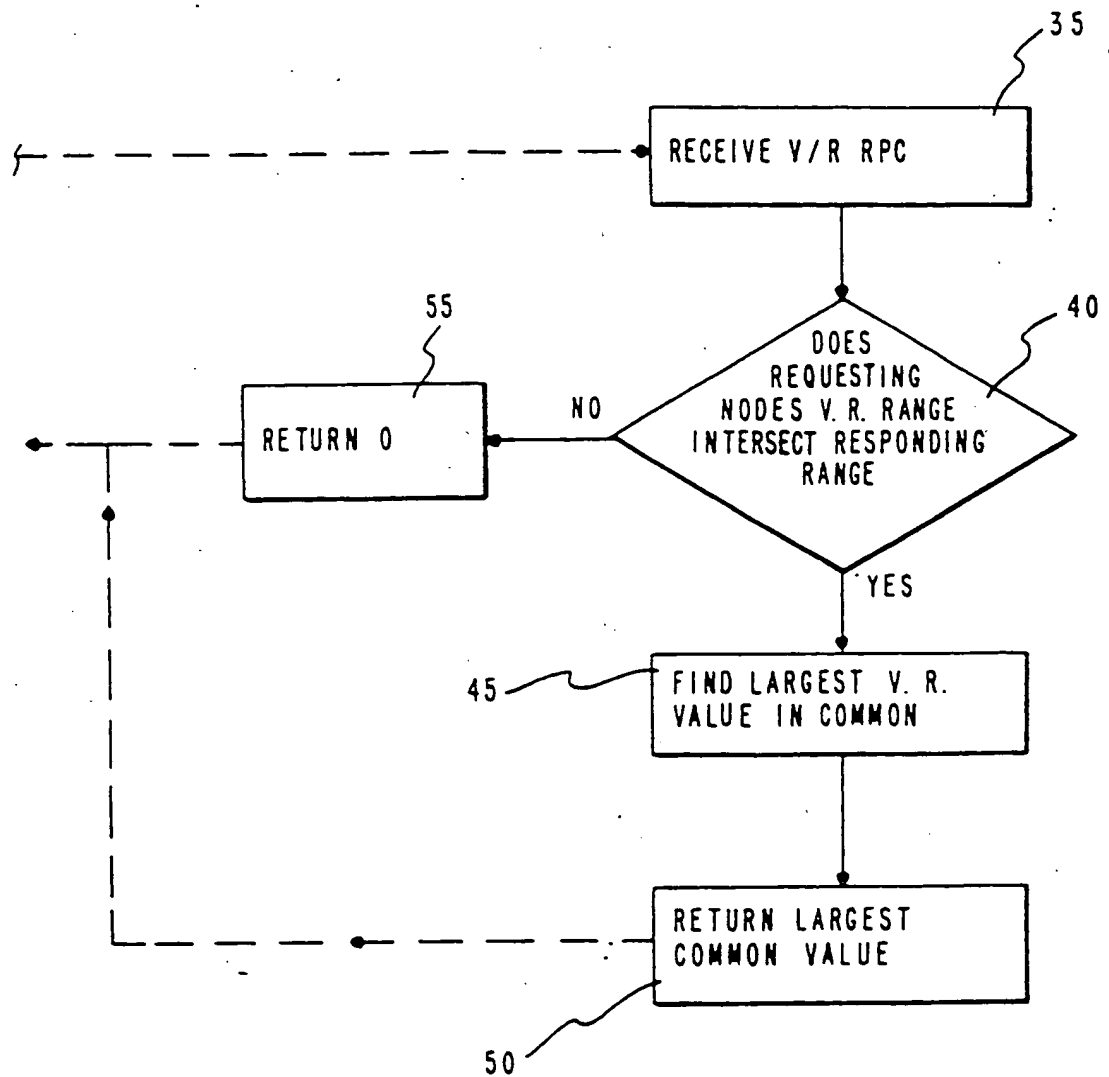 35
RECEIVE V/R RPC
40
DOES
REQUESTING
NODES V.R. RANGE
INTERSECT RESPONDING
RANGE
NO
55
RETURN 0
YES
45
FIND LARGEST V. R.
VALUE IN COMMON
RETURN LARGEST
COMMON VALUE
50